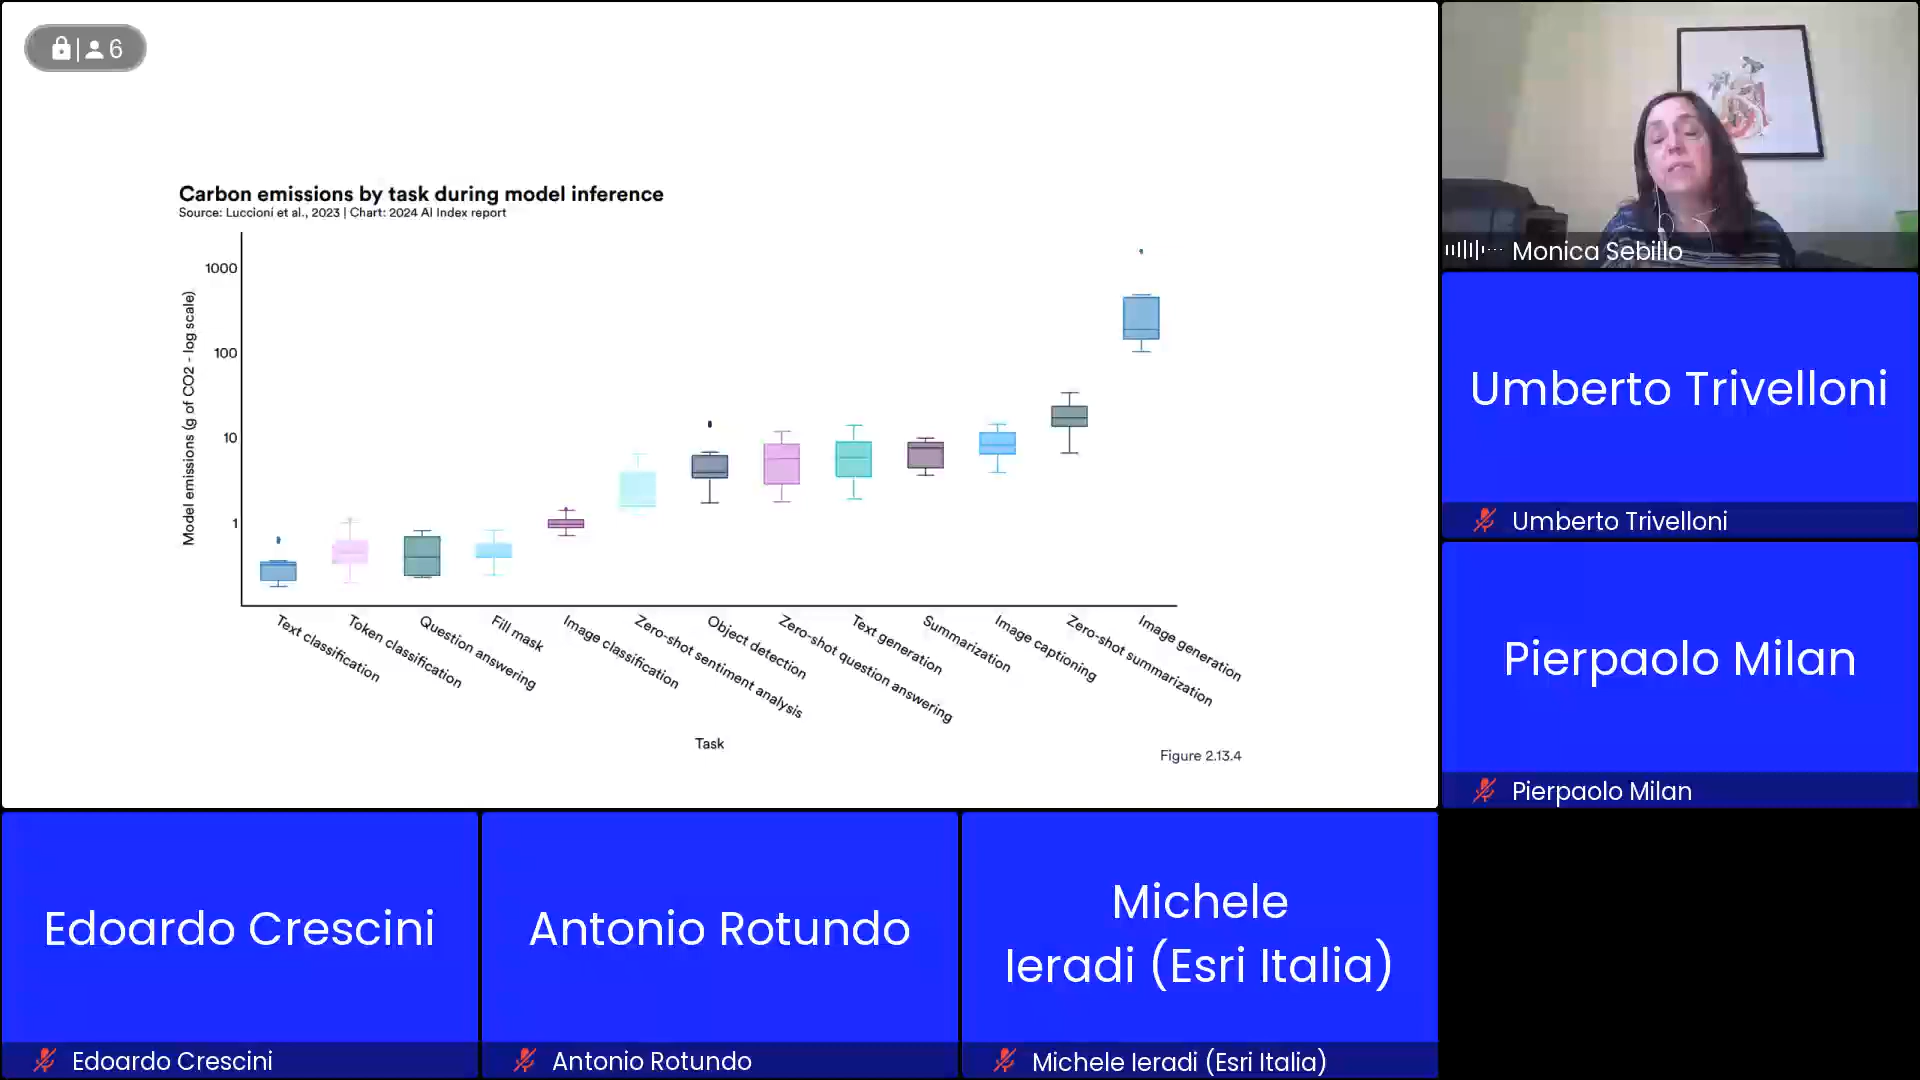 6
Carbon emissions by task during model inference
Source: Luccioni et al., 2023 | Chart: 2024 AI Index report
Model emissions (g of CO2 - log scale)
1000
100
10
1
Text classification
Token classification
Question answering
Fill mask
Image classification
Zero-shot sentiment analysis
Object detection
Zero-shot question answering
Text generation
Summarization
Image captioning
Zero-shot summarization
Image generation
Task
Figure 2.13.4
Monica Sebillo
Umberto Trivelloni
Umberto Trivelloni
Pierpaolo Milan
Pierpaolo Milan
Edoardo Crescini
Edoardo Crescini
Antonio Rotundo
Antonio Rotundo
Michele
Ieradi (Esri Italia)
Michele Ieradi (Esri Italia)